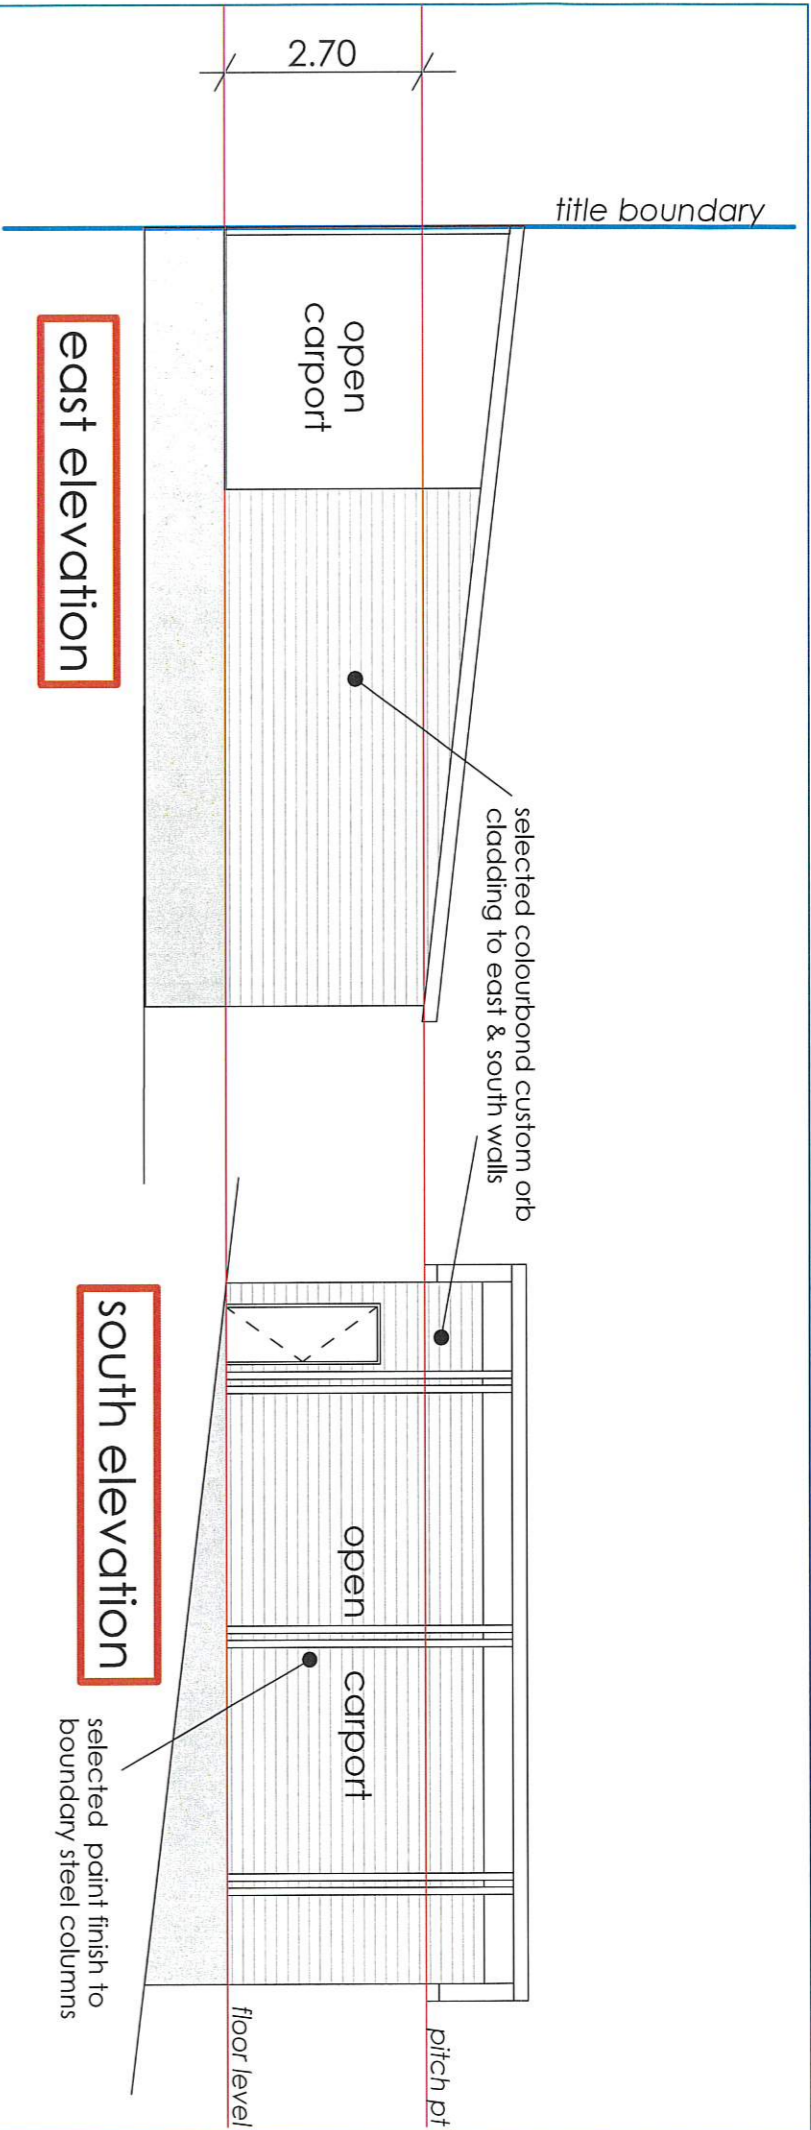 2.70
title boundary
open
carport
east elevation
selected colourbond custom orb
cladding to east & south walls
open carport
south elevation
selected paint finish to
boundary steel columns
pitch pt
floor level